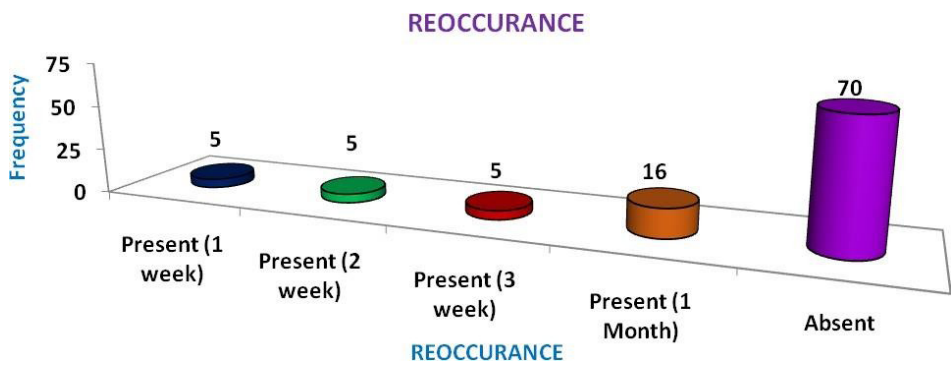 REOCCURANCE
Frequency
75
50
25
0
5
5
5
16
70
Present (1
week)
Present (2
week)
Present (3
week)
Present (1
Month)
Absent
REOCCURANCE